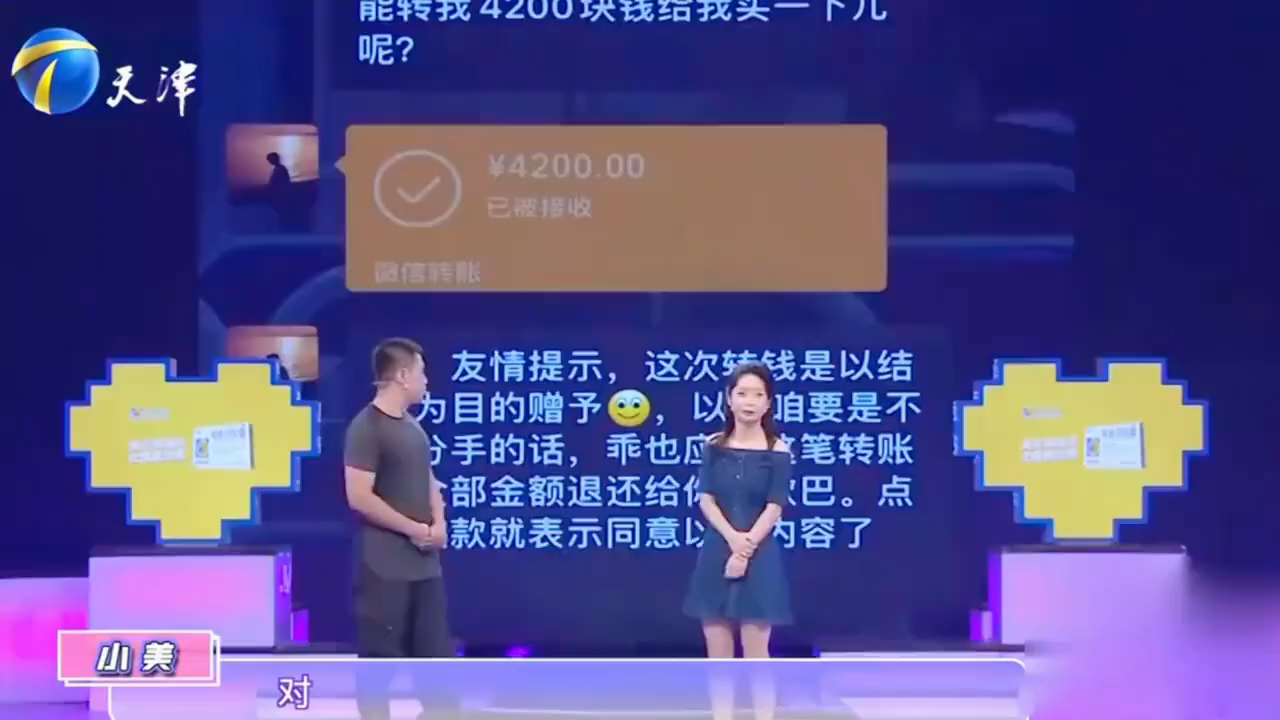 能转我4200块钱给我买一下儿
呢?
天津
¥4200.00
已被接收
微信转账
友情提示，这次转钱是以结
为目的赠予，以 咱要是不
分手的话，乖也应 这笔转账
全部金额退还给你 欧巴。点
款就表示同意以 内容了
小美
对